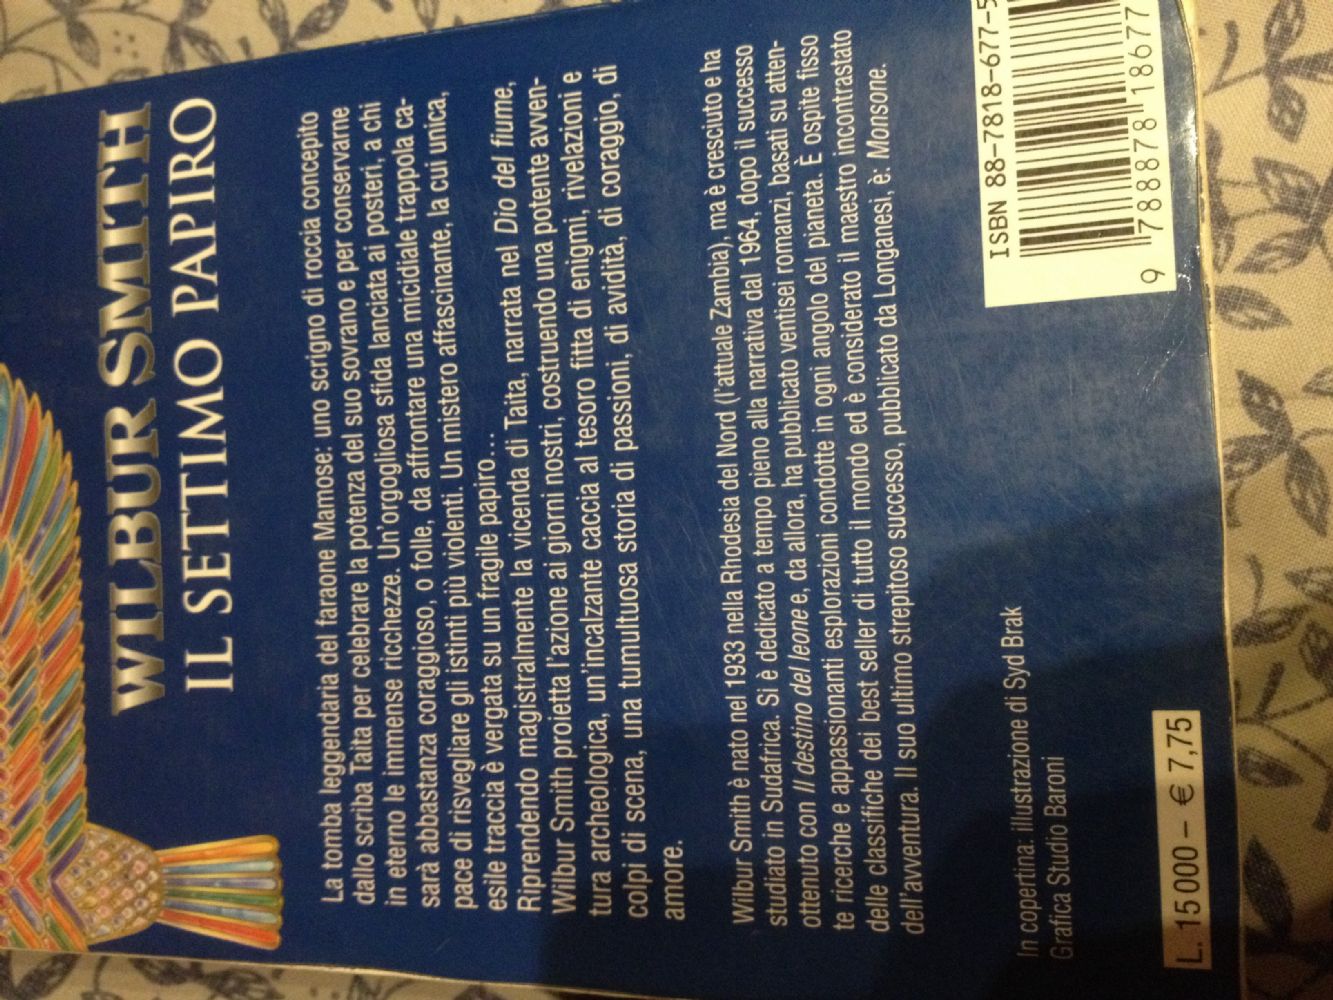 WILBUR SMITH
IL SETTIMO PAPIRO
La tomba leggendaria del faraone Mamose: uno scrigno di roccia concepito
dallo scriba Taita per celebrare la potenza del suo sovrano e per conservarne
in eterno le immense ricchezze. Un'orgogliosa sfida lanciata ai posteri, a chi
sarà abbastanza coraggioso, o folle, da affrontare una micidiale trappola ca-
pace di risvegliare gli istinti più violenti. Un mistero affascinante, la cui unica,
esile traccia è vergata su un fragile papiro...
Riprendendo magistralmente la vicenda di Taita, narrata nel Dio del fiume,
Wilbur Smith proietta l'azione ai giorni nostri, costruendo una potente avven-
tura archeologica, un'incalzante caccia al tesoro fitta di enigmi, rivelazioni e
colpi di scena, una tumultuosa storia di passioni, di avidità, di coraggio, di
amore.
Wilbur Smith è nato nel 1933 nella Rhodesia del Nord (l'attuale Zambia), ma è cresciuto e ha
studiato in Sudafrica. Si è dedicato a tempo pieno alla narrativa dal 1964, dopo il successo
ottenuto con Il destino del leone e, da allora, ha pubblicato ventisei romanzi, basati su atten-
te ricerche e appassionanti esplorazioni condotte in ogni angolo del pianeta. È ospite fisso
delle classifiche dei best seller di tutto il mondo ed è considerato il maestro incontrastato
dell'avventura. Il suo ultimo strepitoso successo, pubblicato da Longanesi, è: Monsone.
In copertina: illustrazione di Syd Brak
Grafica Studio Baroni
ISBN 88-7818-677-5
9 788878 18677
L. 15000 – € 7,75